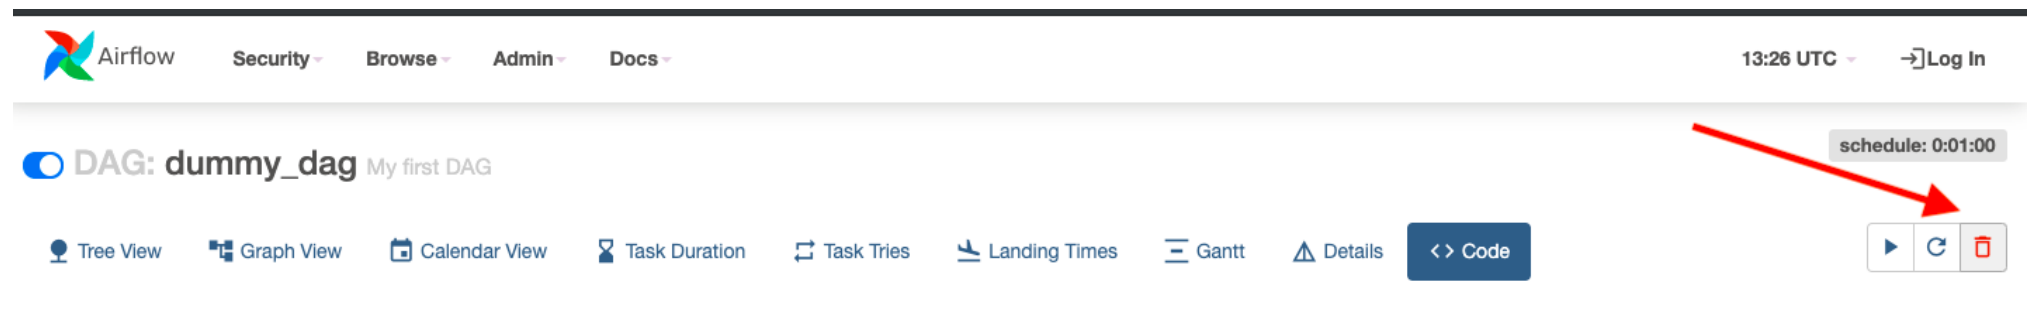 Airflow Security Browse Admin Docs 13:26 UTC Log In
schedule: 0:01:00
DAG: dummy_dag My first DAG
Tree View Graph View Calendar View Task Duration Task Tries Landing Times Gantt Details <> Code